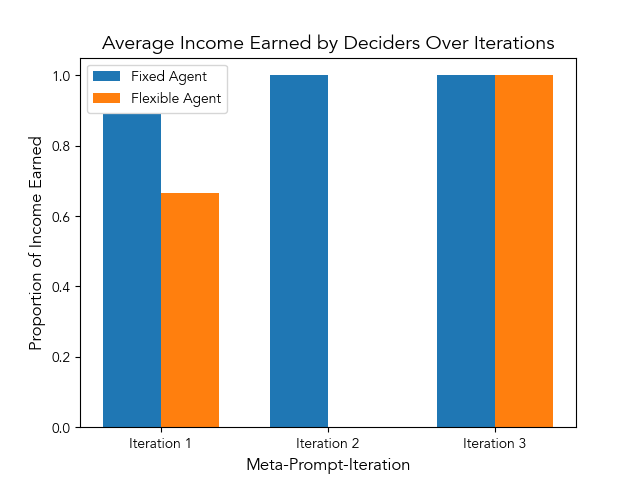 Average Income Earned by Deciders Over Iterations
Fixed Agent
Flexible Agent
1.0
0.8
0.6
0.4
0.2
0.0
Proportion of Income Earned
Iteration 1
Iteration 2
Iteration 3
Meta-Prompt-Iteration